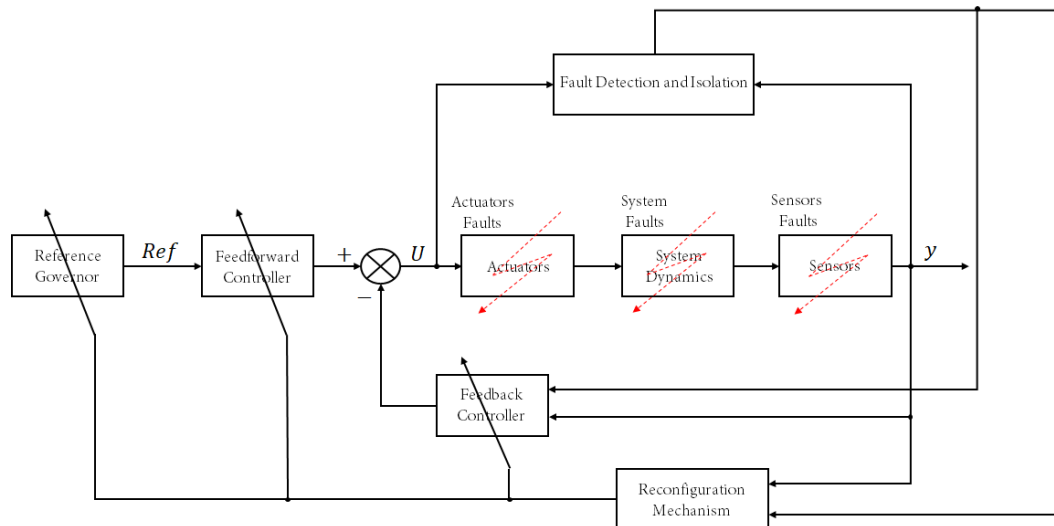 Fault Detection and Isolation
Actuators
Faults
System
Faults
Sensors
Faults
Reference
Governor
Ref
Feedforward
Controller
+
−
U
Actuators
System
Dynamics
Sensors
y
Feedback
Controller
Reconfiguration
Mechanism